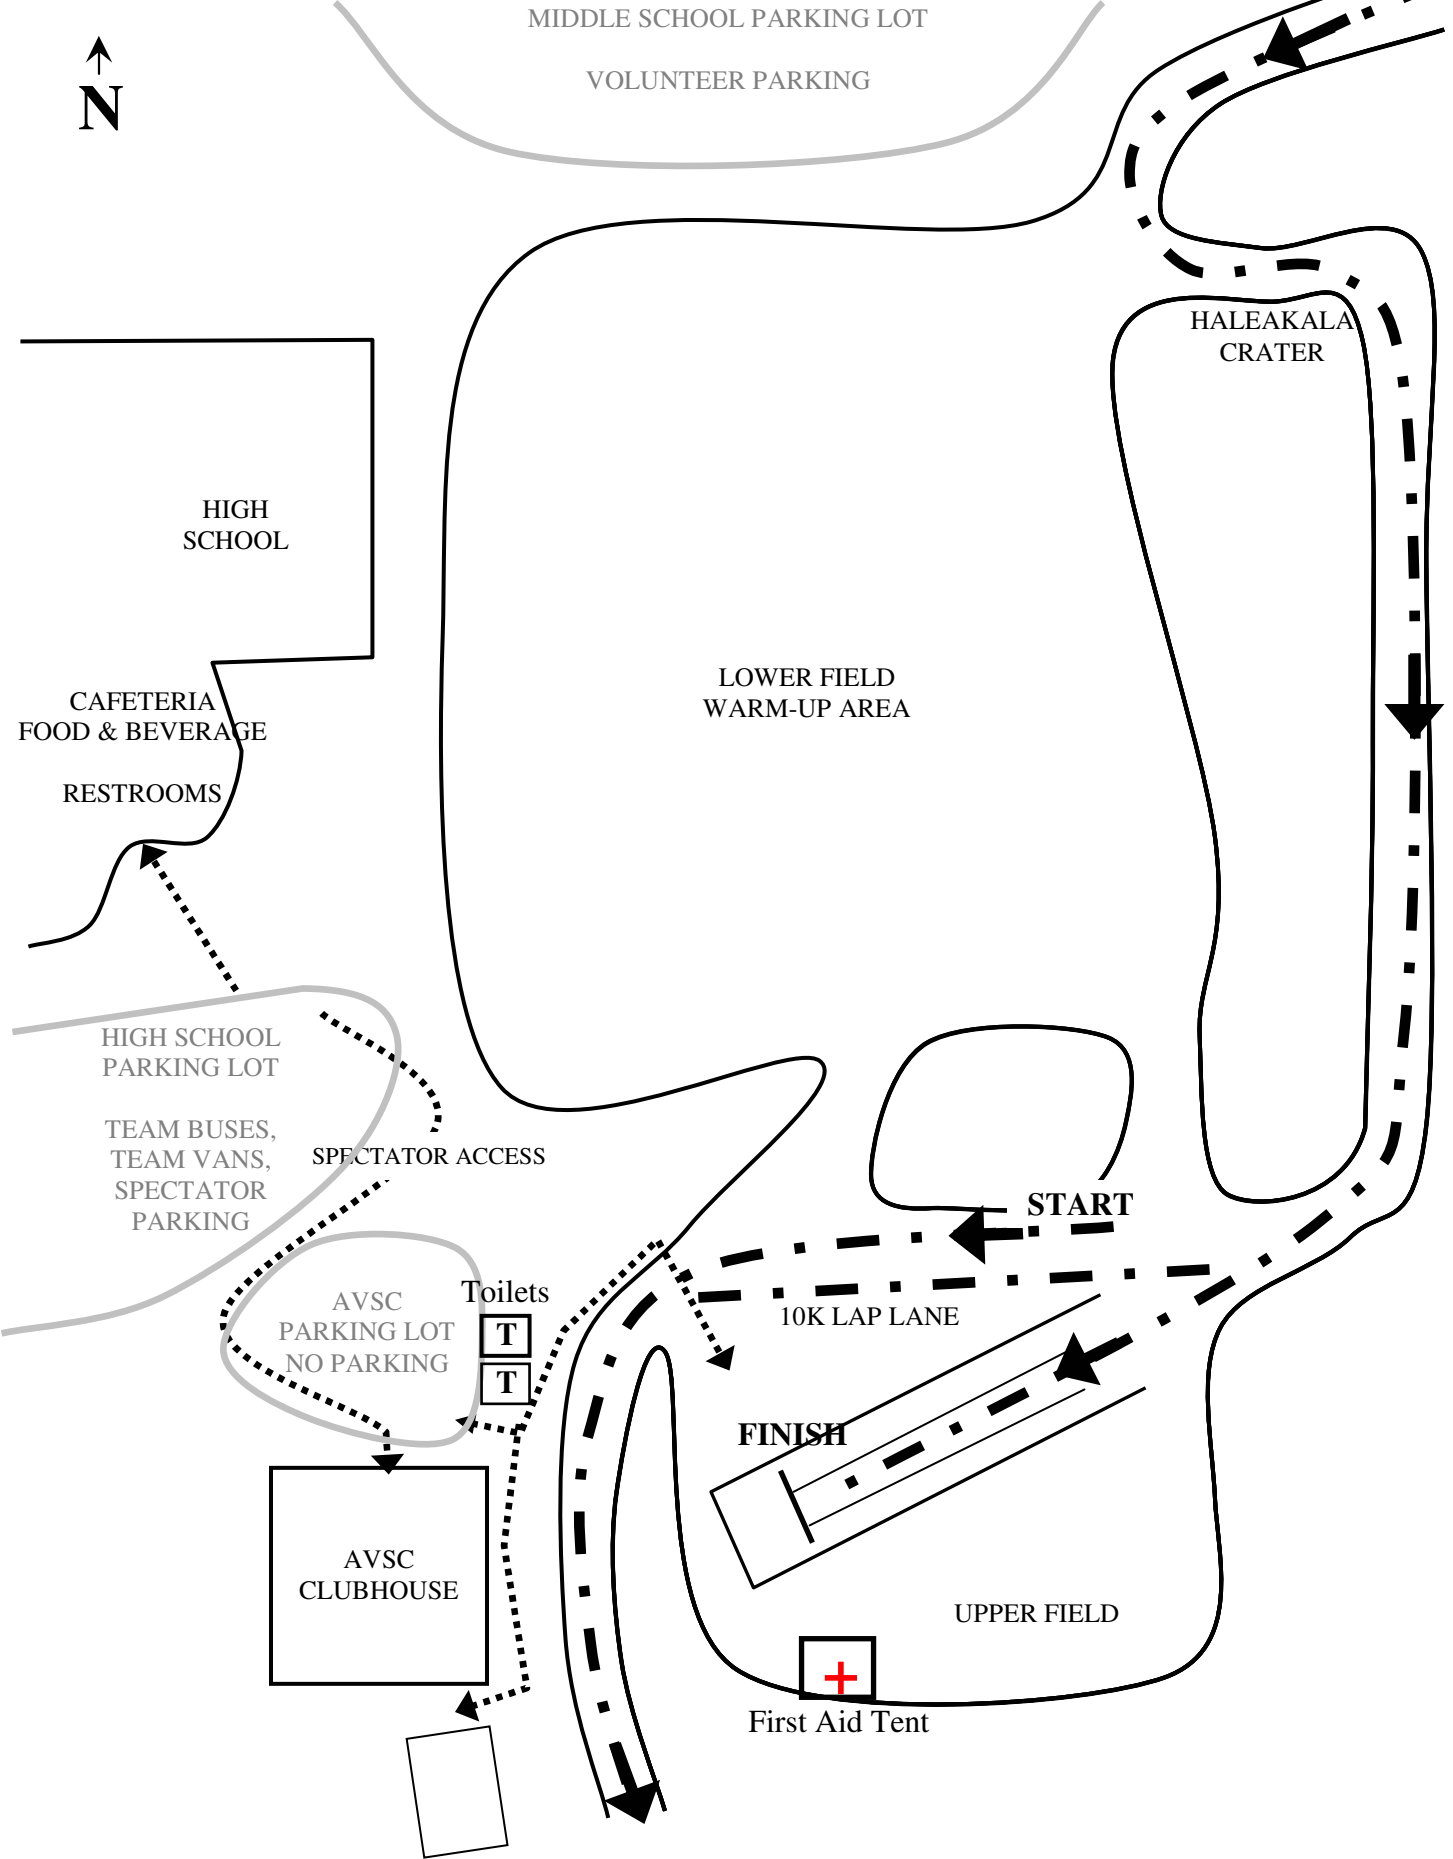 MIDDLE SCHOOL PARKING LOT
VOLUNTEER PARKING
N
HALEAKALA
CRATER
HIGH
SCHOOL
LOWER FIELD
WARM-UP AREA
CAFETERIA
FOOD & BEVERAGE
RESTROOMS
HIGH SCHOOL
PARKING LOT
TEAM BUSES,
TEAM VANS,
SPECTATOR
PARKING
SPECTATOR ACCESS
START
Toilets
T
T
AVSC
PARKING LOT
NO PARKING
10K LAP LANE
FINISH
AVSC
CLUBHOUSE
UPPER FIELD
First Aid Tent